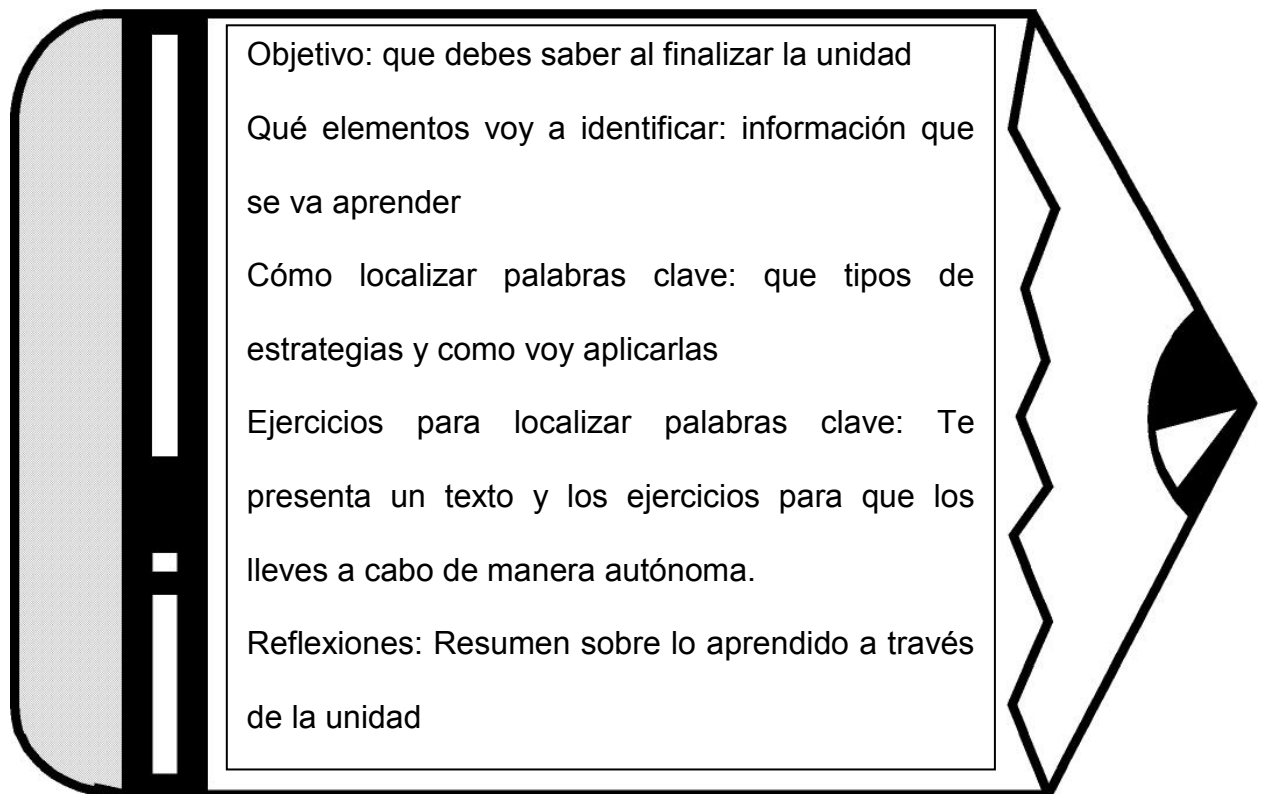 Objetivo: que debes saber al finalizar la unidad
Qué elementos voy a identificar: información que
se va aprender
Cómo localizar palabras clave: que tipos de
estrategias y como voy aplicarlas
Ejercicios para localizar palabras clave: Te
presenta un texto y los ejercicios para que los
lleves a cabo de manera autónoma.
Reflexiones: Resumen sobre lo aprendido a través
de la unidad